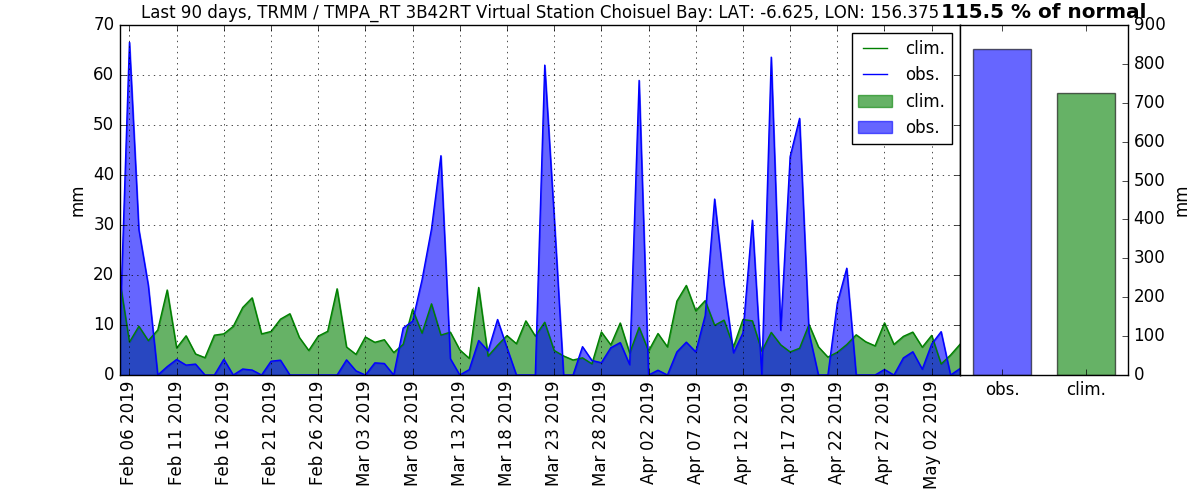 Last 90 days, TRMM / TMPA_RT 3B42RT Virtual Station Choisuel Bay: LAT: -6.625, LON: 156.375
115.5 % of normal
70
60
50
40
30
20
10
0
mm
clim.
obs.
clim.
obs.
Feb 06 2019
Feb 11 2019
Feb 16 2019
Feb 21 2019
Feb 26 2019
Mar 03 2019
Mar 08 2019
Mar 13 2019
Mar 18 2019
Mar 23 2019
Mar 28 2019
Apr 02 2019
Apr 07 2019
Apr 12 2019
Apr 17 2019
Apr 22 2019
Apr 27 2019
May 02 2019
900
800
700
600
500
400
300
200
100
0
mm
obs.
clim.